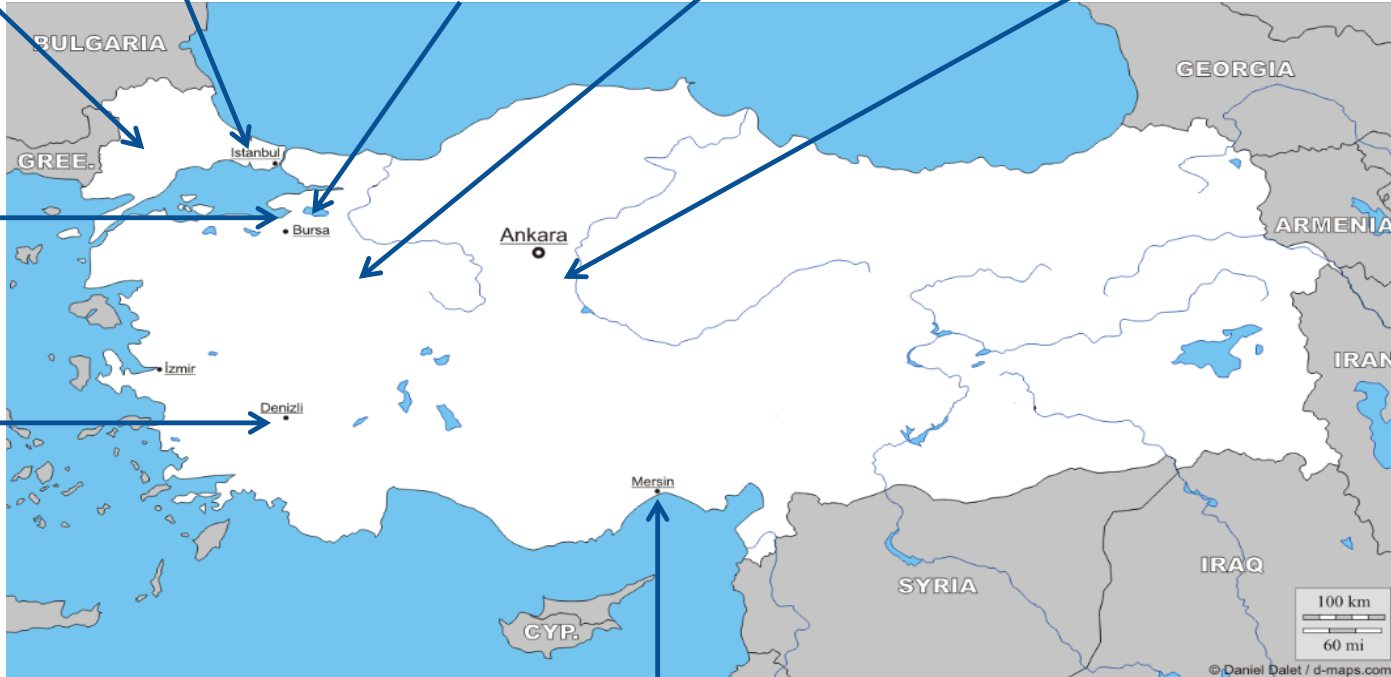 BULGARIA
GEORGIA
Istanbul
GREE.
ARMENIA
Bursa
Ankara
İzmir
IRAN
Denizli
Mersin
IRAQ
SYRIA
100 km
CYP.
60 mi
© Daniel Dalet / d-maps.com